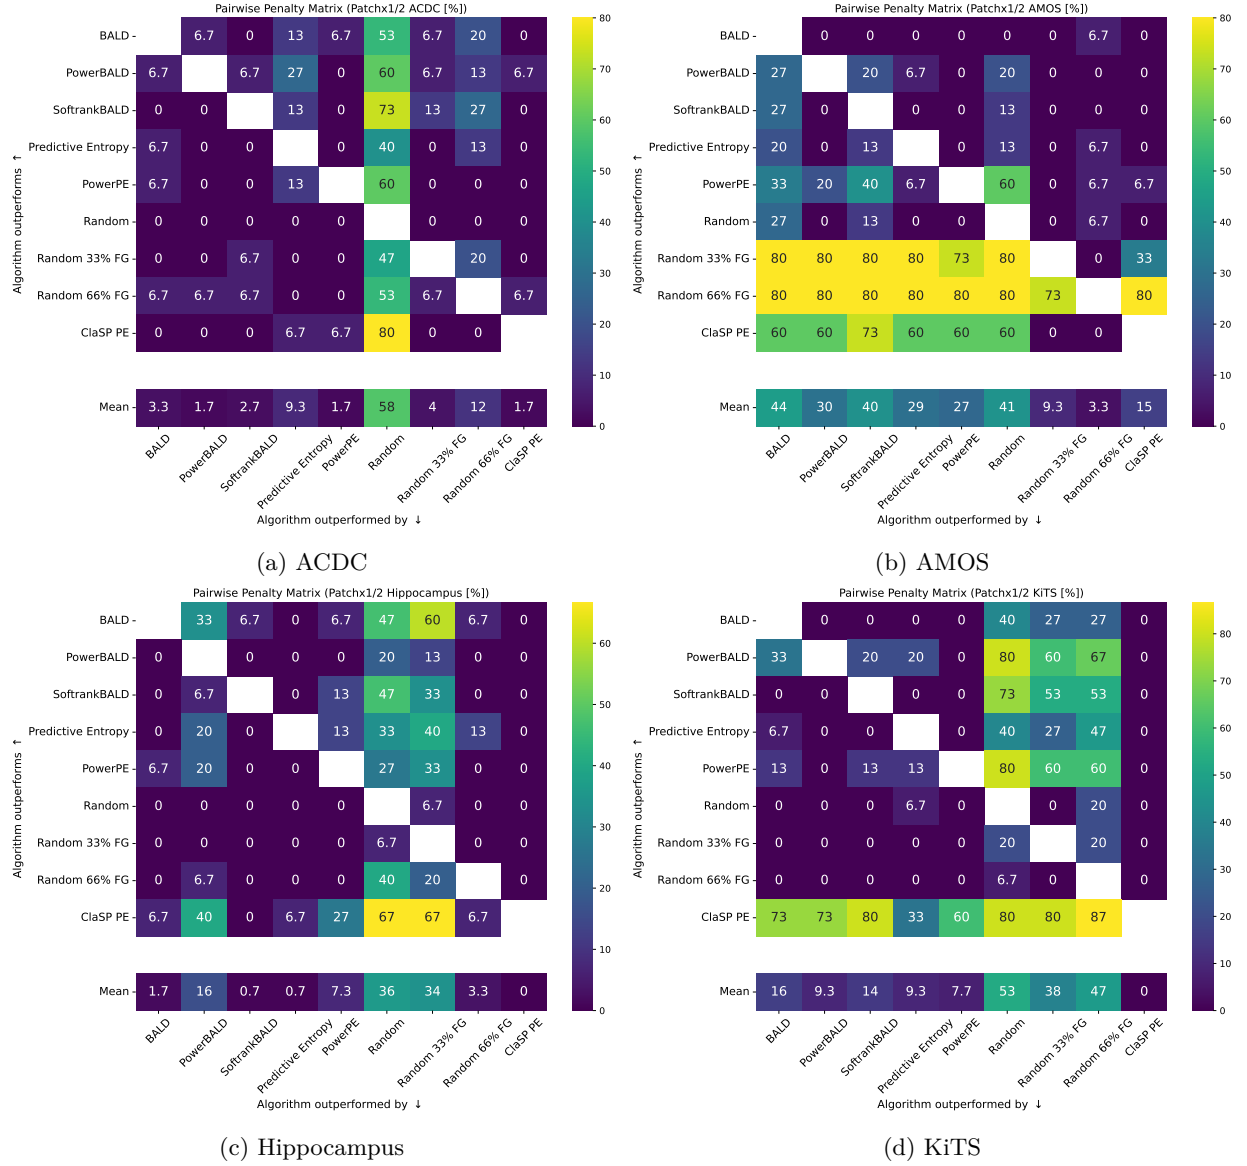 Pairwise Penalty Matrix (Patchx1/2 ACDC [%])
Algorithm outperforms ↑
BALD 6.7 0 13 6.7 53 6.7 20 0
PowerBALD 6.7 6.7 27 0 60 6.7 13 6.7
SoftrankBALD 0 0 13 0 73 13 27 0
Predictive Entropy 6.7 0 0 0 40 0 13 0
PowerPE 6.7 0 0 13 60 0 0 0
Random 0 0 0 0 0 0 0 0
Random 33% FG 0 0 6.7 0 0 47 20 0
Random 66% FG 6.7 6.7 6.7 0 0 53 6.7 6.7
ClaSP PE 0 0 0 6.7 6.7 80 0 0
Mean 3.3 1.7 2.7 9.3 1.7 58 4 12 1.7
BALD PowerBALD SoftrankBALD Predictive Entropy PowerPE Random Random 33% FG Random 66% FG ClaSP PE
Algorithm outperformed by ↓
80
70
60
50
40
30
20
10
0
(a) ACDC
Pairwise Penalty Matrix (Patchx1/2 AMOS [%])
Algorithm outperforms ↑
BALD 0 0 0 0 0 0 6.7 0
PowerBALD 27 20 6.7 0 20 0 0 0
SoftrankBALD 27 0 0 0 13 0 0 0
Predictive Entropy 20 0 13 0 13 0 6.7 0
PowerPE 33 20 40 6.7 60 0 6.7 6.7
Random 27 0 13 0 0 0 6.7 0
Random 33% FG 80 80 80 80 73 80 0 33
Random 66% FG 80 80 80 80 80 80 73 80
ClaSP PE 60 60 73 60 60 60 0 0
Mean 44 30 40 29 27 41 9.3 3.3 15
BALD PowerBALD SoftrankBALD Predictive Entropy PowerPE Random Random 33% FG Random 66% FG ClaSP PE
Algorithm outperformed by ↓
80
70
60
50
40
30
20
10
0
(b) AMOS
Pairwise Penalty Matrix (Patchx1/2 Hippocampus [%])
Algorithm outperforms ↑
BALD 33 6.7 0 6.7 47 60 6.7 0
PowerBALD 0 0 0 0 20 13 0 0
SoftrankBALD 0 6.7 0 13 47 33 0 0
Predictive Entropy 0 20 0 13 33 40 13 0
PowerPE 6.7 20 0 0 27 33 0 0
Random 0 0 0 0 0 6.7 0 0
Random 33% FG 0 0 0 0 0 6.7 0 0
Random 66% FG 0 6.7 0 0 0 40 20 0
ClaSP PE 6.7 40 0 6.7 27 67 67 6.7
Mean 1.7 16 0.7 0.7 7.3 36 34 3.3 0
BALD PowerBALD SoftrankBALD Predictive Entropy PowerPE Random Random 33% FG Random 66% FG ClaSP PE
Algorithm outperformed by ↓
60
50
40
30
20
10
0
(c) Hippocampus
Pairwise Penalty Matrix (Patchx1/2 KiTS [%])
Algorithm outperforms ↑
BALD 0 0 0 0 40 27 27 0
PowerBALD 33 20 20 0 80 60 67 0
SoftrankBALD 0 0 0 0 73 53 53 0
Predictive Entropy 6.7 0 0 0 40 27 47 0
PowerPE 13 0 13 13 80 60 60 0
Random 0 0 0 6.7 0 0 20 0
Random 33% FG 0 0 0 0 0 20 20 0
Random 66% FG 0 0 0 0 0 6.7 0 0
ClaSP PE 73 73 80 33 60 80 80 87
Mean 16 9.3 14 9.3 7.7 53 38 47 0
BALD PowerBALD SoftrankBALD Predictive Entropy PowerPE Random Random 33% FG Random 66% FG ClaSP PE
Algorithm outperformed by ↓
80
70
60
50
40
30
20
10
0
(d) KiTS